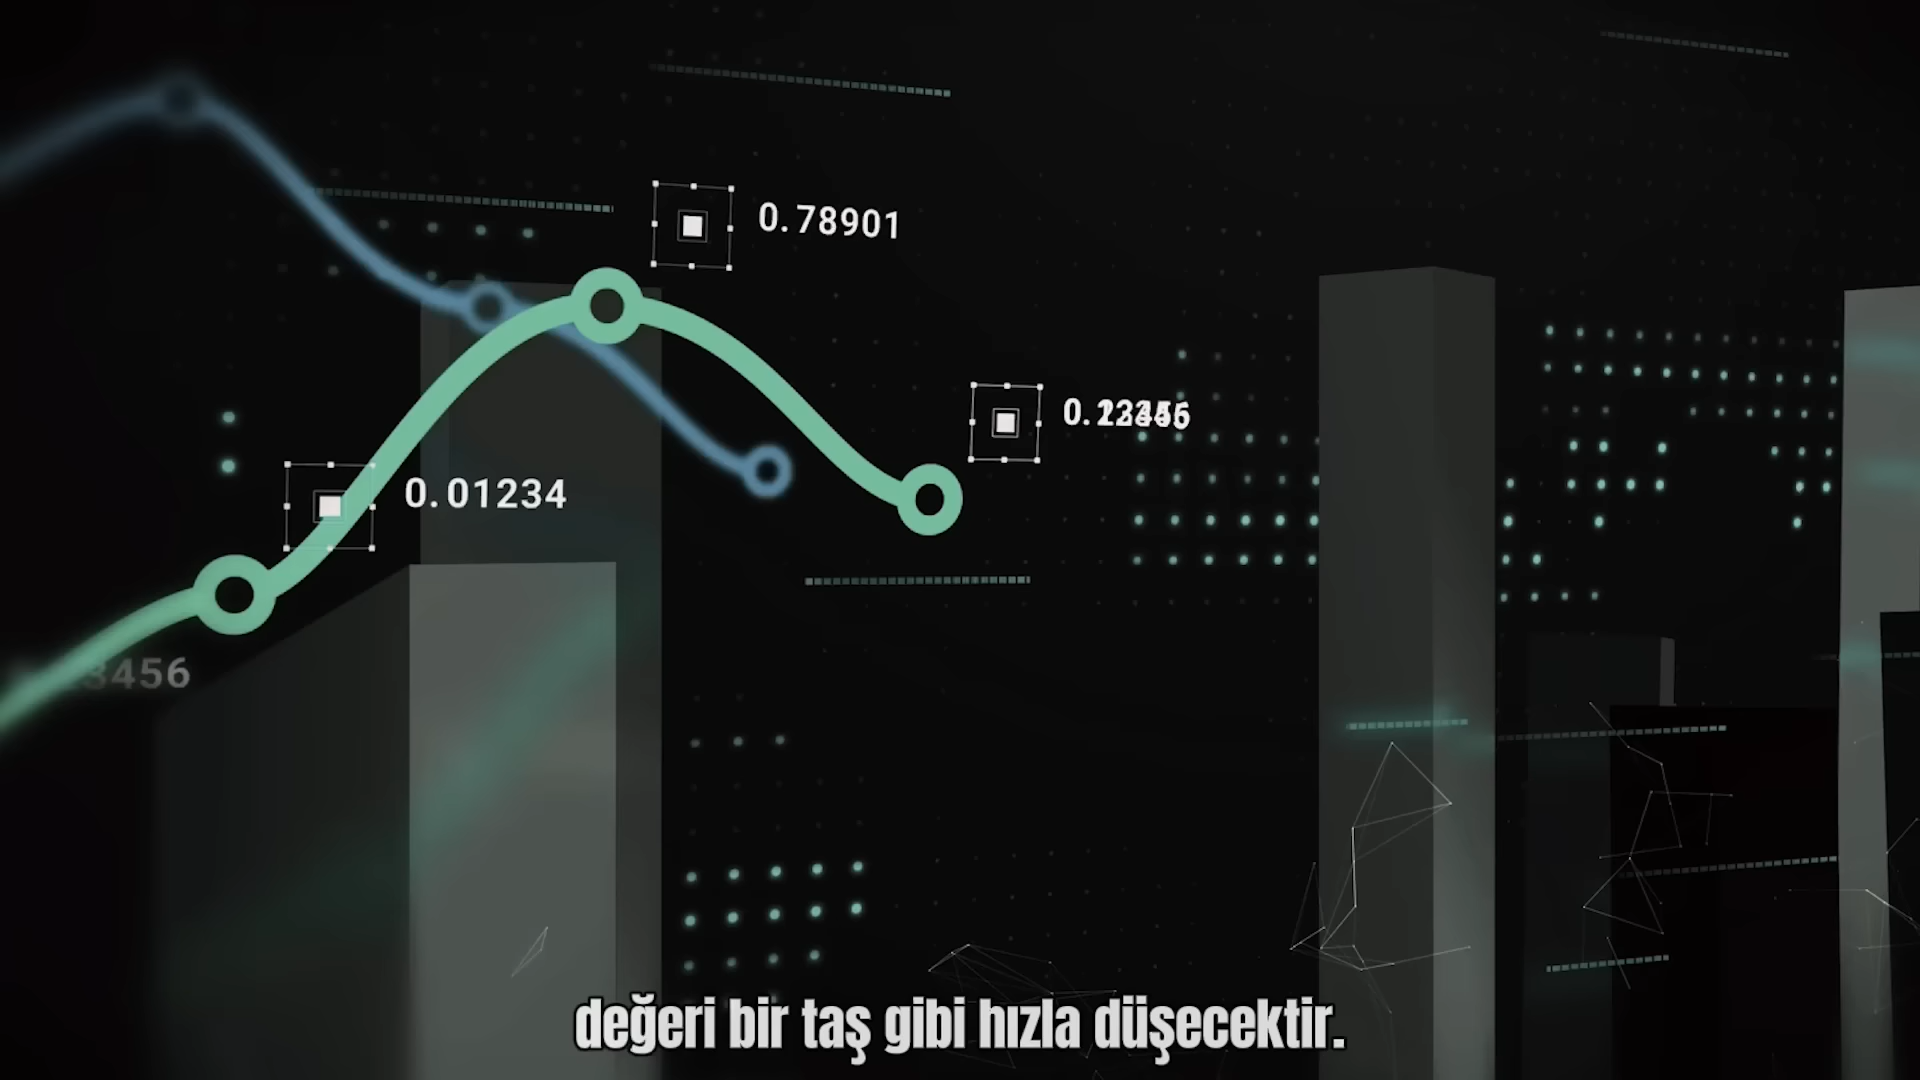 0.78901
0.01234
3456
değeri bir taş gibi hızla düşecektir.